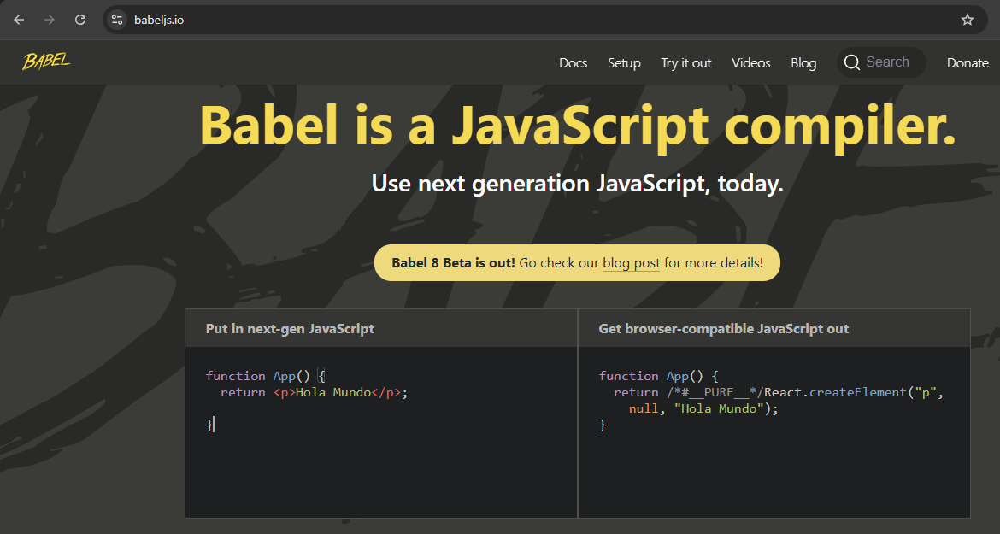 babeljs.io
BABEL
Docs Setup Try it out Videos Blog Search Donate
Babel is a JavaScript compiler.
Use next generation JavaScript, today.
Babel 8 Beta is out! Go check our blog post for more details!
Put in next-gen JavaScript
function App() {
  return <p>Hola Mundo</p>;
}
Get browser-compatible JavaScript out
function App() {
  return /*#__PURE__*/React.createElement("p",
    null, "Hola Mundo");
}